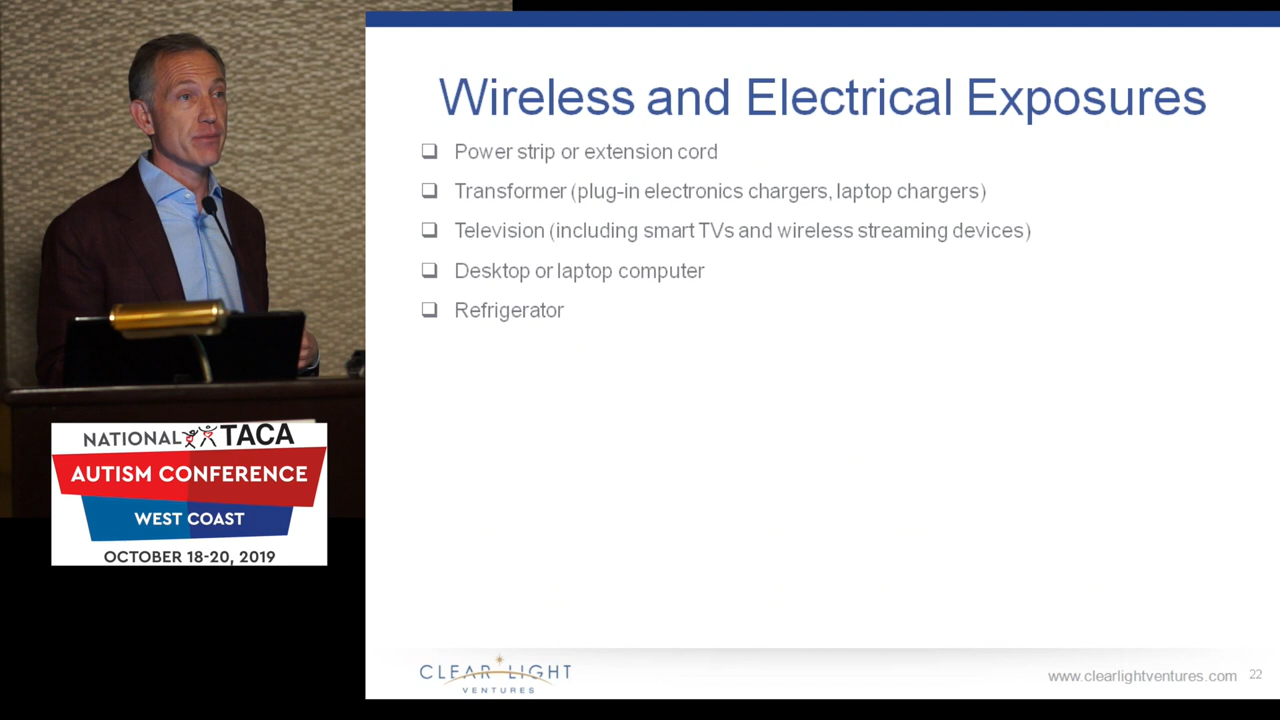 Wireless and Electrical Exposures
Power strip or extension cord
Transformer (plug-in electronics chargers, laptop chargers)
Television (including smart TVs and wireless streaming devices)
Desktop or laptop computer
Refrigerator
NATIONAL TACA
AUTISM CONFERENCE
WEST COAST
OCTOBER 18-20, 2019
CLEAR LIGHT
VENTURES
www.clearlightventures.com 22